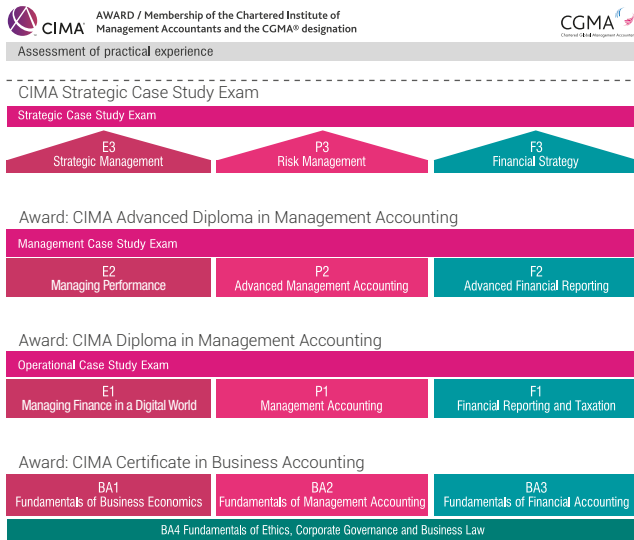 CIMA®
AWARD / Membership of the Chartered Institute of
Management Accountants and the CGMA® designation
CGMA
Chartered Global Management Accountant
Assessment of practical experience
CIMA Strategic Case Study Exam
Strategic Case Study Exam
E3
Strategic Management
P3
Risk Management
F3
Financial Strategy
Award: CIMA Advanced Diploma in Management Accounting
Management Case Study Exam
E2
Managing Performance
P2
Advanced Management Accounting
F2
Advanced Financial Reporting
Award: CIMA Diploma in Management Accounting
Operational Case Study Exam
E1
Managing Finance in a Digital World
P1
Management Accounting
F1
Financial Reporting and Taxation
Award: CIMA Certificate in Business Accounting
BA1
Fundamentals of Business Economics
BA2
Fundamentals of Management Accounting
BA3
Fundamentals of Financial Accounting
BA4 Fundamentals of Ethics, Corporate Governance and Business Law